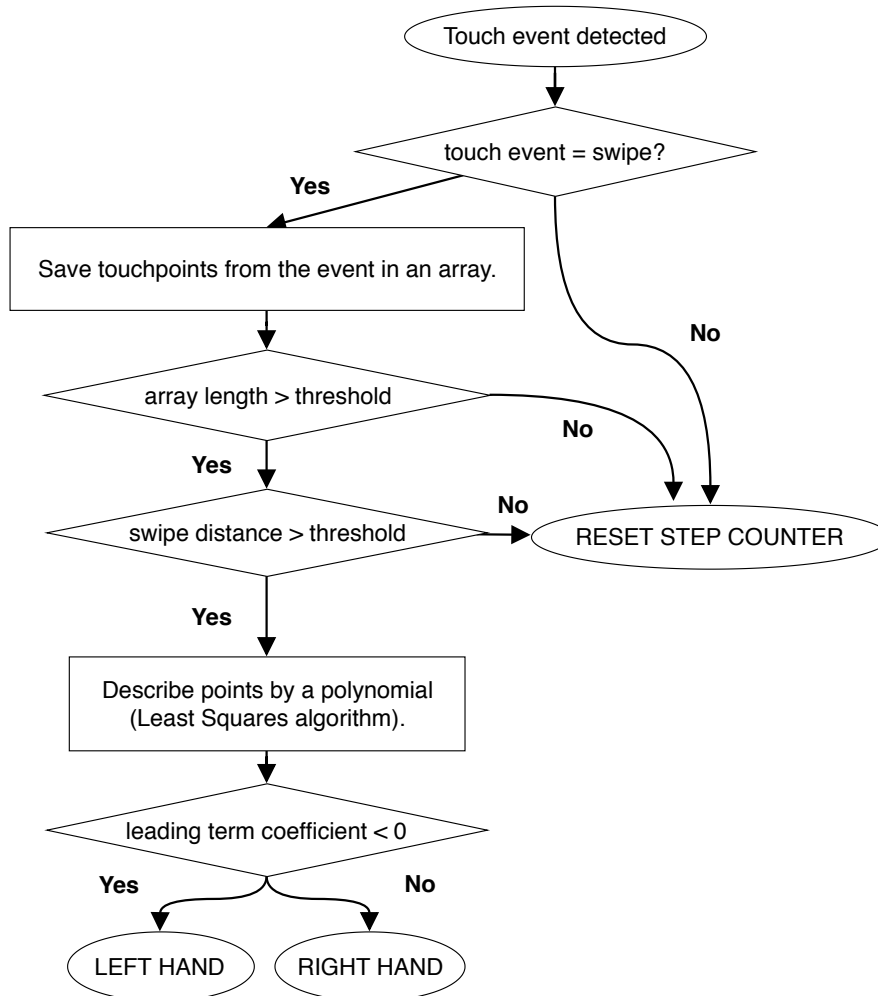 Touch event detected
touch event = swipe?
Yes
Save touchpoints from the event in an array.
No
array length > threshold
No
Yes
swipe distance > threshold
No
RESET STEP COUNTER
Yes
Describe points by a polynomial
(Least Squares algorithm).
leading term coefficient < 0
Yes
No
LEFT HAND
RIGHT HAND